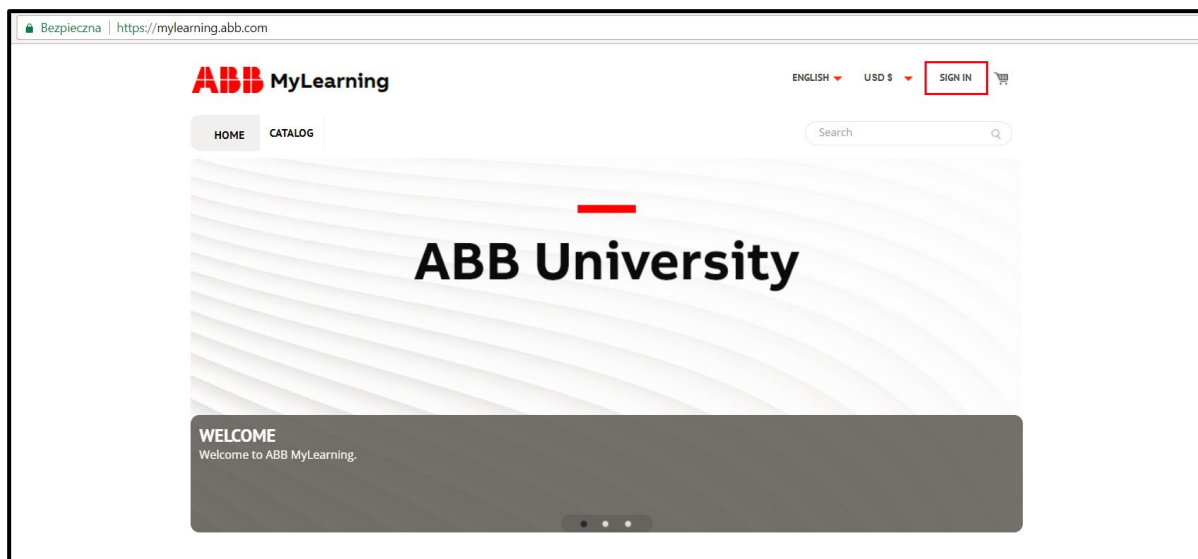 Bezpieczna | https://mylearning.abb.com
ABB MyLearning
ENGLISH USD $ SIGN IN
HOME CATALOG Search
ABB University
WELCOME
Welcome to ABB MyLearning.